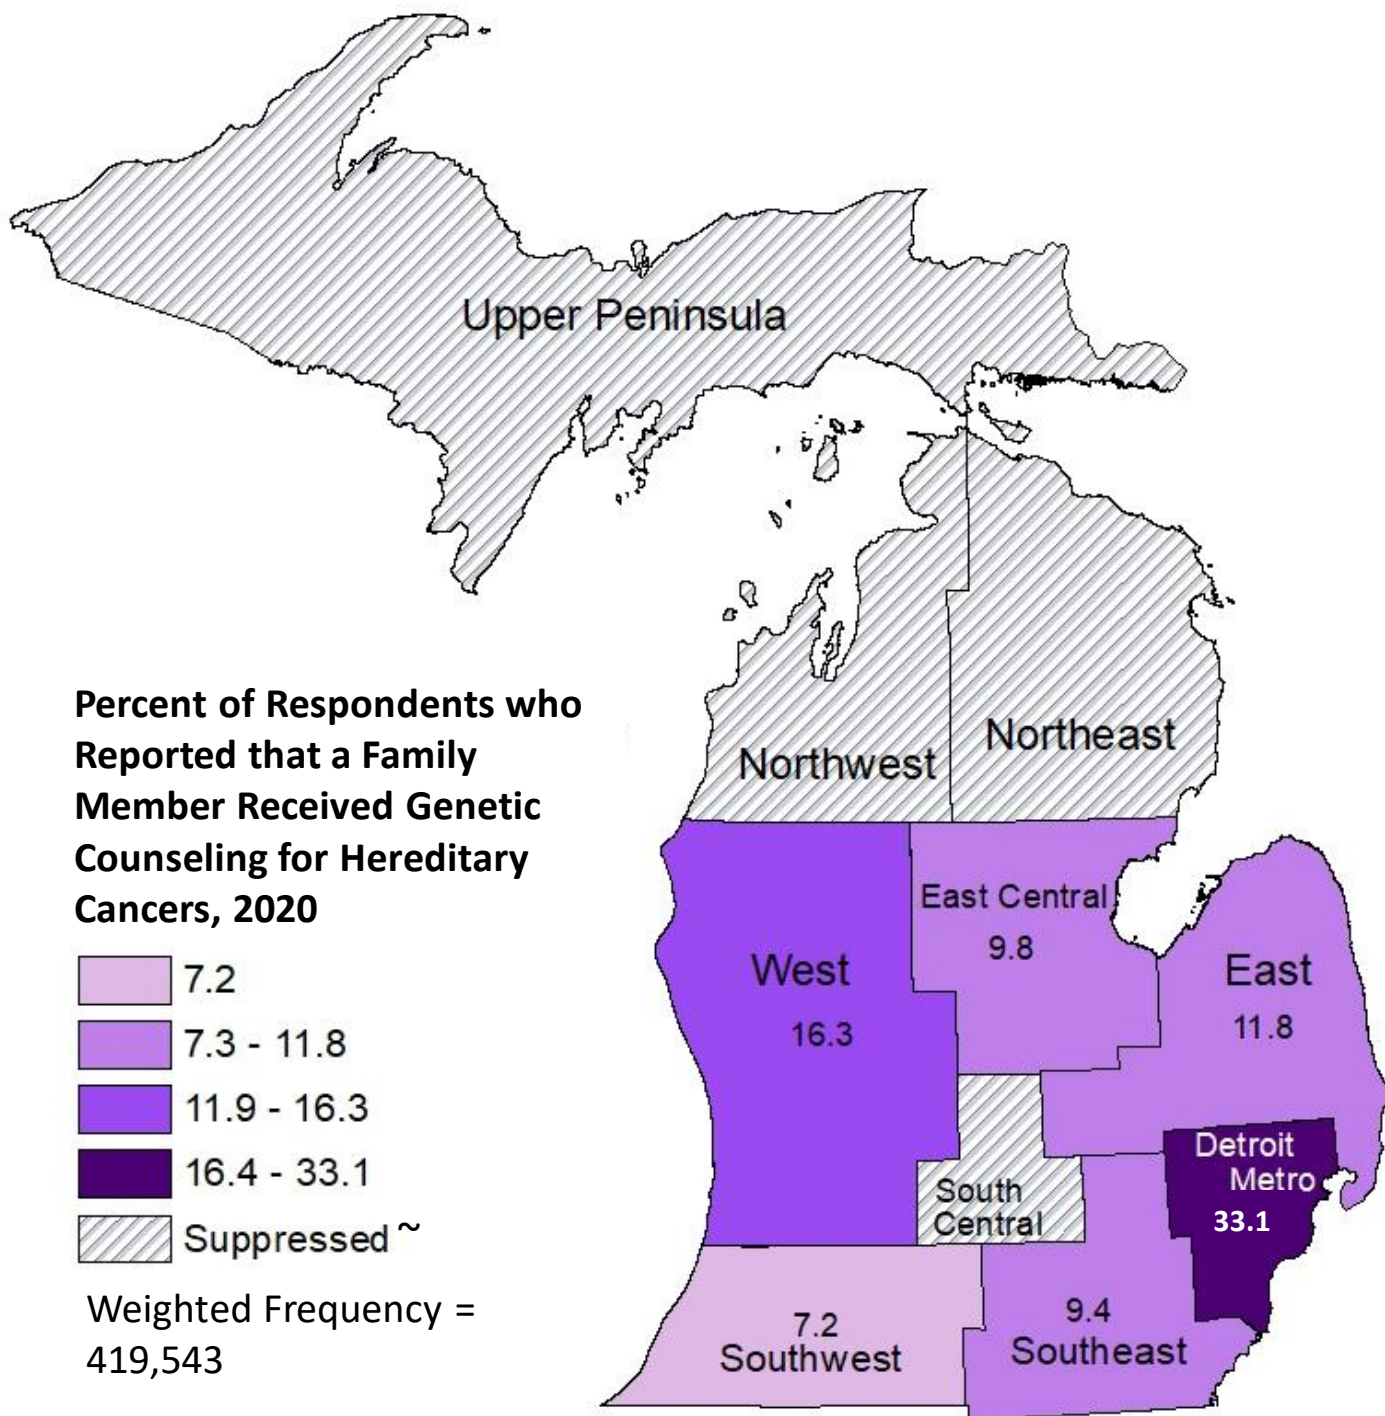 Upper Peninsula
Northwest
Northeast
Percent of Respondents who
Reported that a Family
Member Received Genetic
Counseling for Hereditary
Cancers, 2020
7.2
7.3 - 11.8
11.9 - 16.3
16.4 - 33.1
Suppressed ~
Weighted Frequency =
419,543
West
16.3
East Central
9.8
East
11.8
Detroit
Metro
33.1
South
Central
7.2
Southwest
9.4
Southeast